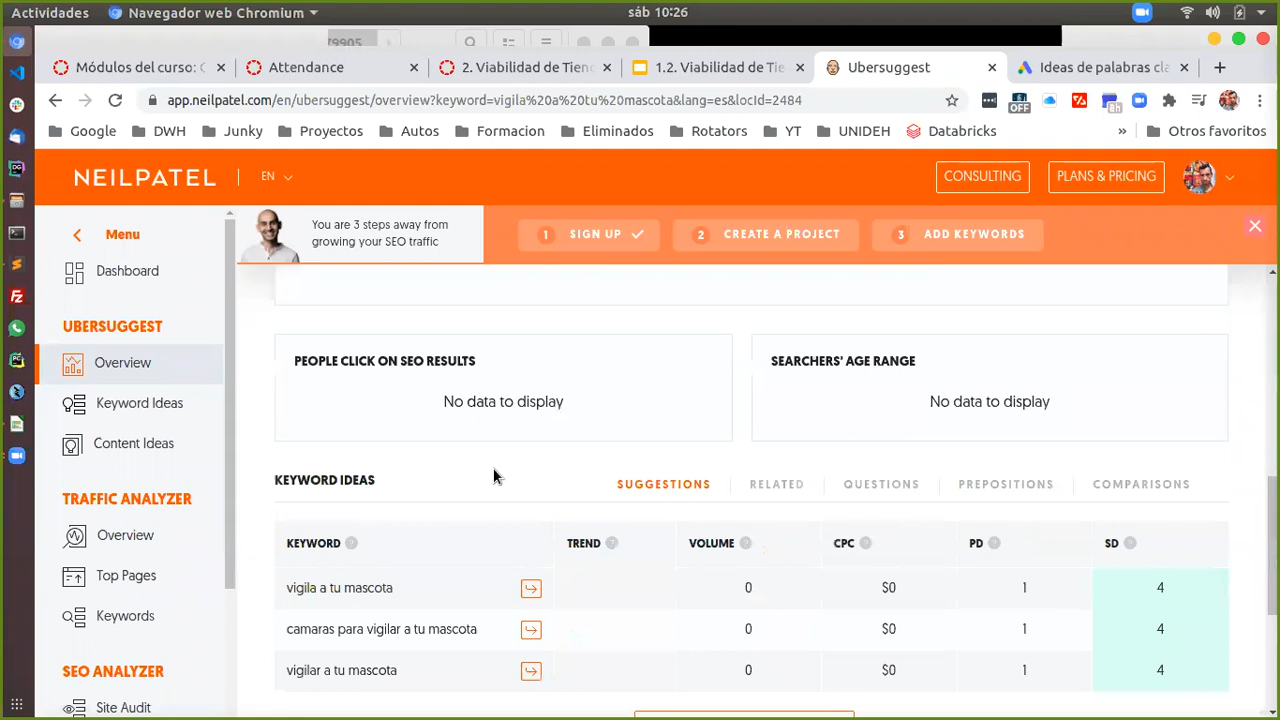 Actividades Navegador web Chromium sáb 10:26
79905
Módulos del curso: C Attendance 2. Viabilidad de Tien 1.2. Viabilidad de Tie Ubersuggest Ideas de palabras cla
app.neilpatel.com/en/ubersuggest/overview?keyword=vigila%20a%20tu%20mascota&lang=es&locId=2484
OFF 8h
Google DWH Junky Proyectos Autos Formacion Eliminados Rotators YT UNIDEH Databricks » Otros favoritos
NEILPATEL EN CONSULTING PLANS & PRICING
Menu
You are 3 steps away from
growing your SEO traffic
1 SIGN UP 2 CREATE A PROJECT 3 ADD KEYWORDS
Dashboard
UBERSUGGEST
Overview
Keyword Ideas
Content Ideas
TRAFFIC ANALYZER
Overview
Top Pages
Keywords
SEO ANALYZER
Site Audit
PEOPLE CLICK ON SEO RESULTS
No data to display
SEARCHERS' AGE RANGE
No data to display
KEYWORD IDEAS SUGGESTIONS RELATED QUESTIONS PREPOSITIONS COMPARISONS
KEYWORD ? TREND ? VOLUME ? CPC ? PD ? SD ?
vigila a tu mascota 0 $0 1 4
camaras para vigilar a tu mascota 0 $0 1 4
vigilar a tu mascota 0 $0 1 4